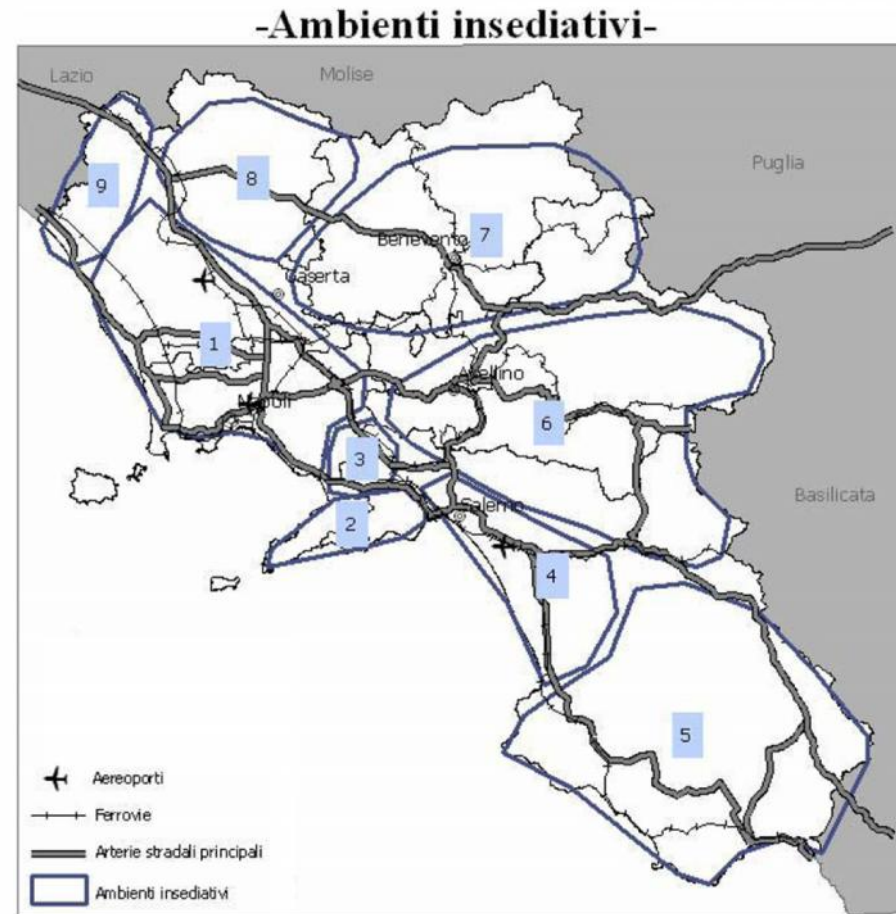 -Ambienti insediativi-
Lazio
Molise
Puglia
9
8
7
Benevento
Caserta
1
Avellino
Napoli
6
3
Basilicata
2
Salerno
4
5
Aereoporti
Ferrovie
Arterie stradali principali
Ambienti insediativi